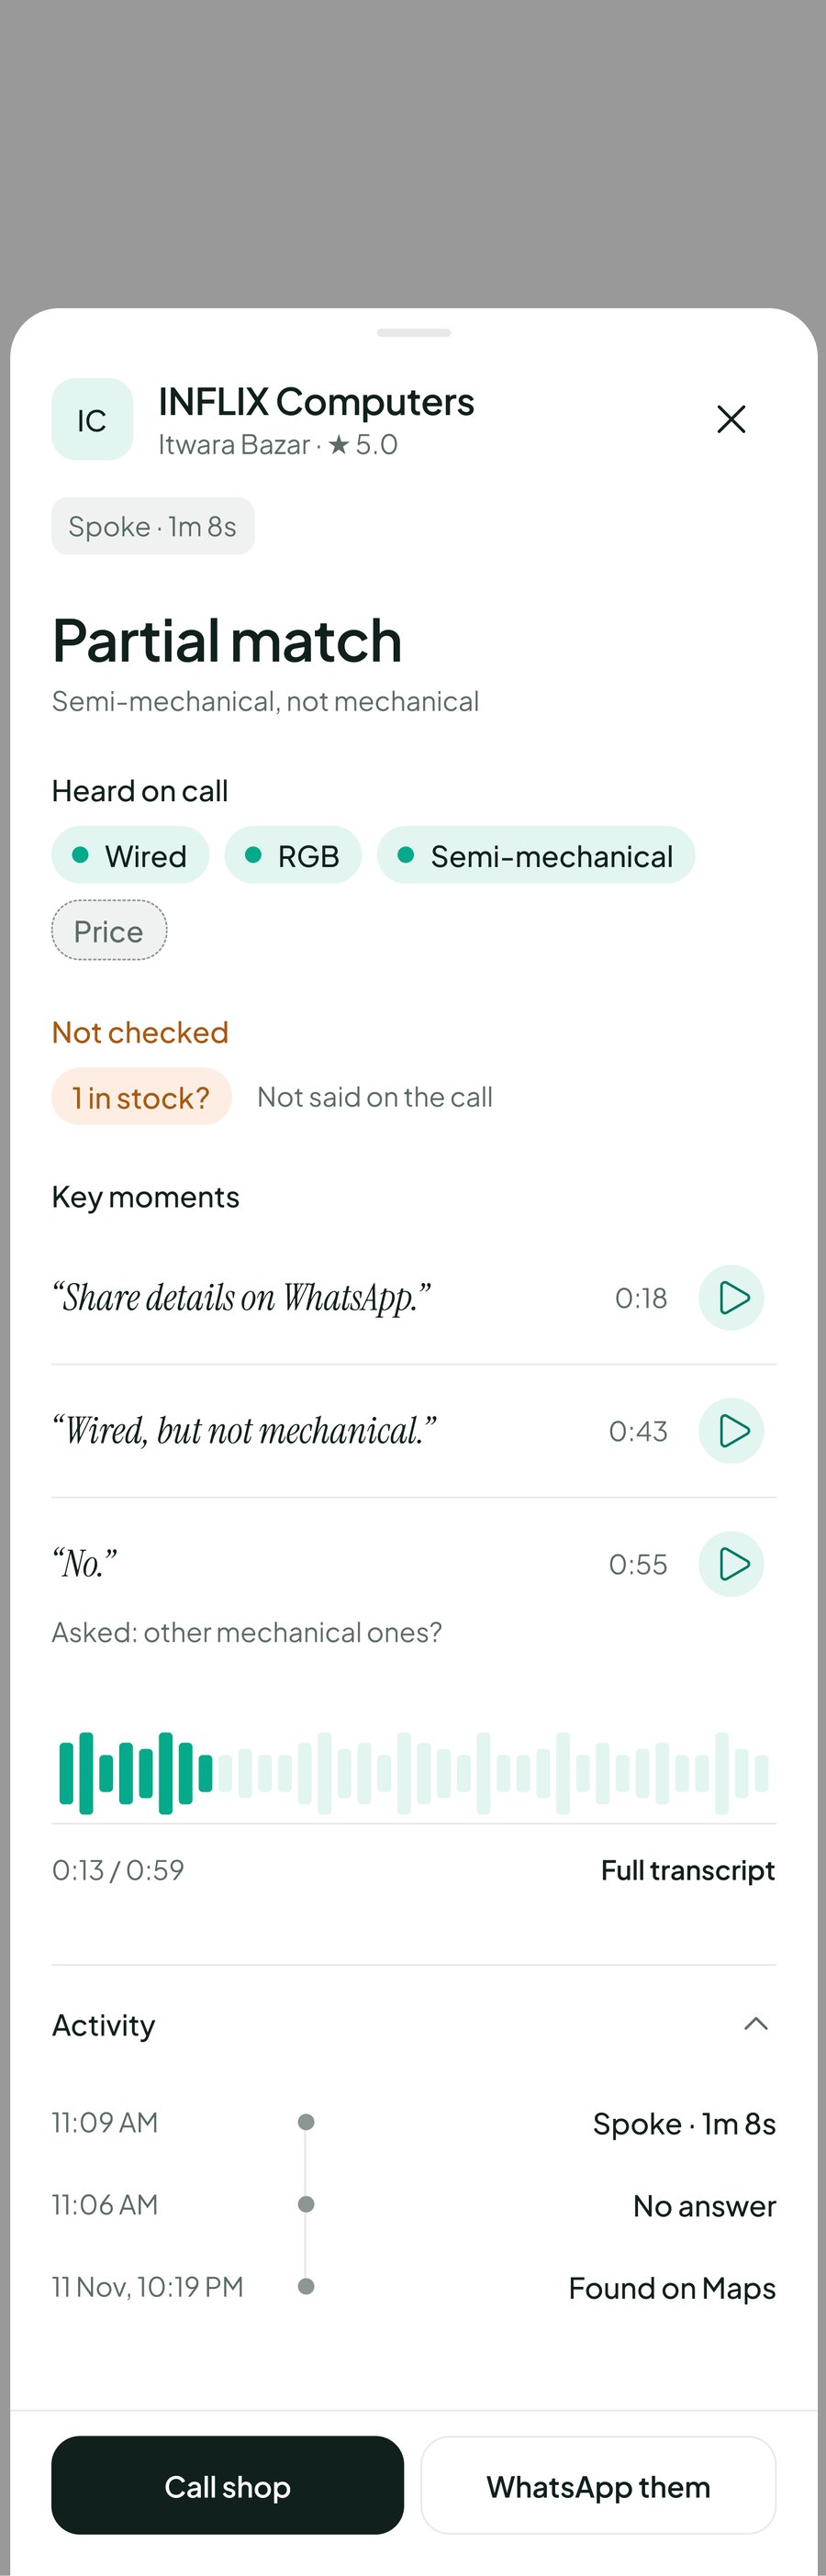 IC
INFLIX Computers
Itwara Bazar · ★ 5.0
Spoke · 1m 8s
Partial match
Semi-mechanical, not mechanical
Heard on call
Wired
RGB
Semi-mechanical
Price
Not checked
1 in stock?
Not said on the call
Key moments
“Share details on WhatsApp.”
0:18
“Wired, but not mechanical.”
0:43
“No.”
0:55
Asked: other mechanical ones?
0:13 / 0:59
Full transcript
Activity
11:09 AM
Spoke · 1m 8s
11:06 AM
No answer
11 Nov, 10:19 PM
Found on Maps
Call shop
WhatsApp them